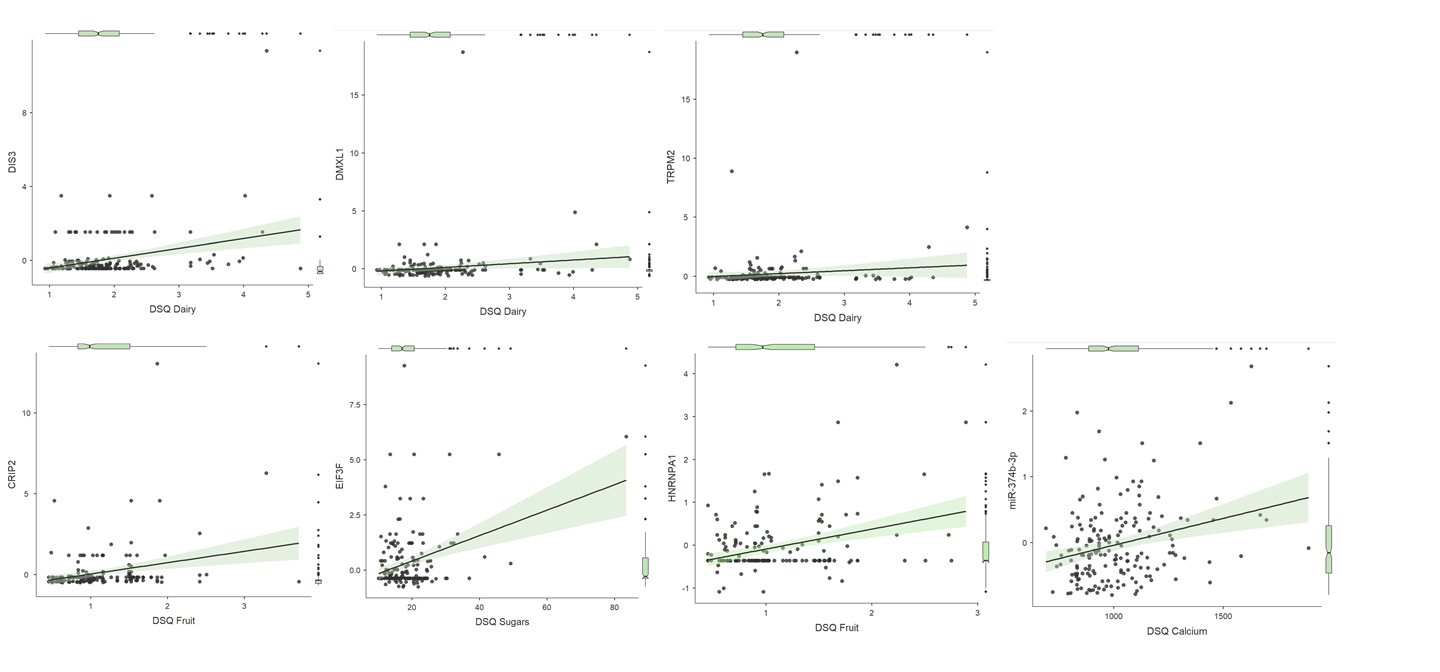 DIS3
8
4
0
1 2 3 4 5
DSQ Dairy
DMXL1
15
10
5
0
1 2 3 4 5
DSQ Dairy
TRPM2
15
10
5
0
1 2 3 4 5
DSQ Dairy
CRIP2
10
5
0
1 2 3
DSQ Fruit
EIF3F
7.5
5.0
2.5
0.0
20 40 60 80
DSQ Sugars
HNRNPA1
4
3
2
1
0
-1
1 2 3
DSQ Fruit
miR-374b-3p
2
1
0
1000 1500
DSQ Calcium